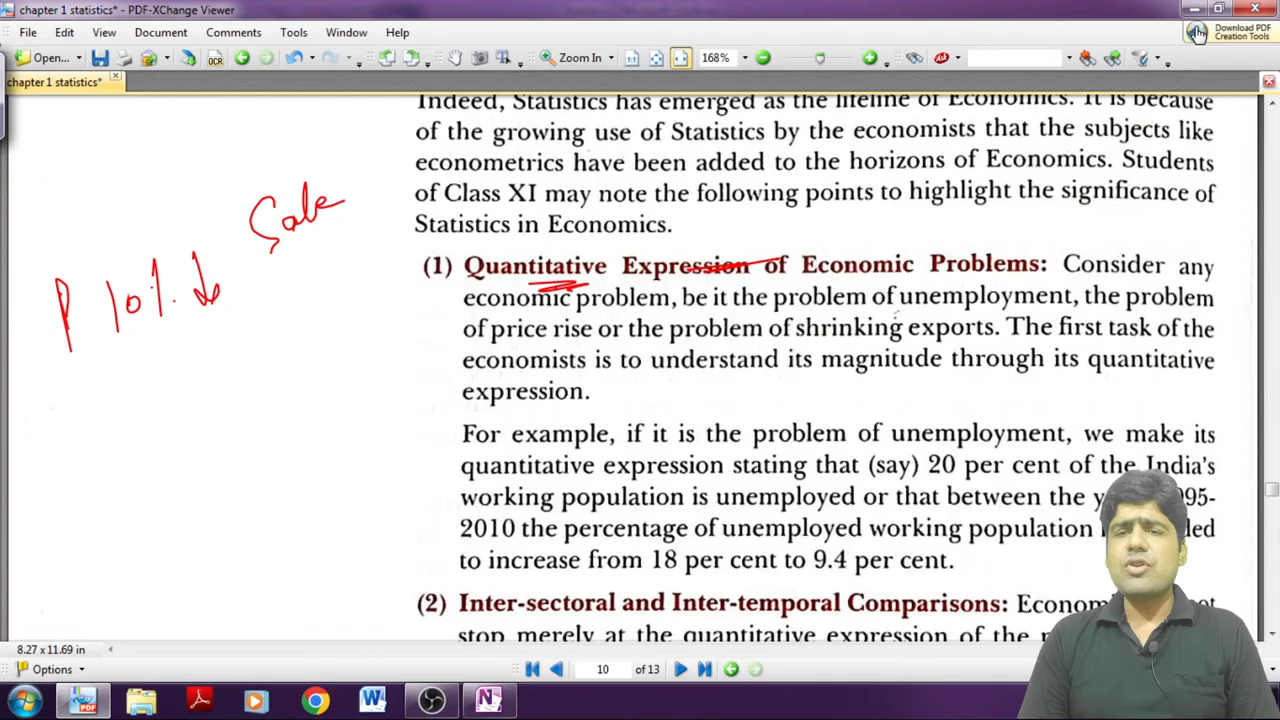 chapter 1 statistics* - PDF-XChange Viewer
File Edit View Document Comments Tools Window Help
Download PDF
Creation Tools
Open... OCR Zoom In 168%
chapter 1 statistics*
Indeed, Statistics has emerged as the lifeline of Economics. It is because
of the growing use of Statistics by the economists that the subjects like
econometrics have been added to the horizons of Economics. Students
of Class XI may note the following points to highlight the significance of
Statistics in Economics.
Sale
P 10% ↓
(1) Quantitative Expression of Economic Problems: Consider any
economic problem, be it the problem of unemployment, the problem
of price rise or the problem of shrinking exports. The first task of the
economists is to understand its magnitude through its quantitative
expression.
For example, if it is the problem of unemployment, we make its
quantitative expression stating that (say) 20 per cent of the India's
working population is unemployed or that between the 995-
2010 the percentage of unemployed working population led
to increase from 18 per cent to 9.4 per cent.
(2) Inter-sectoral and Inter-temporal Comparisons: Econom ot
stop merely at the quantitative expression of the
8.27 x 11.69 in
Options 10 of 13